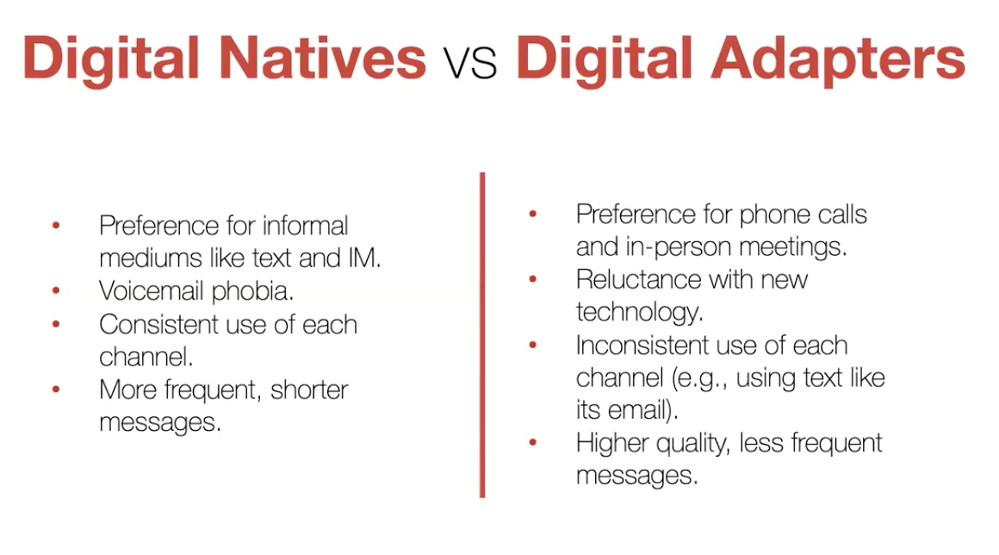 Digital Natives vs Digital Adapters
• Preference for informal
mediums like text and IM.
• Voicemail phobia.
• Consistent use of each
channel.
• More frequent, shorter
messages.
• Preference for phone calls
and in-person meetings.
• Reluctance with new
technology.
• Inconsistent use of each
channel (e.g., using text like
its email).
• Higher quality, less frequent
messages.